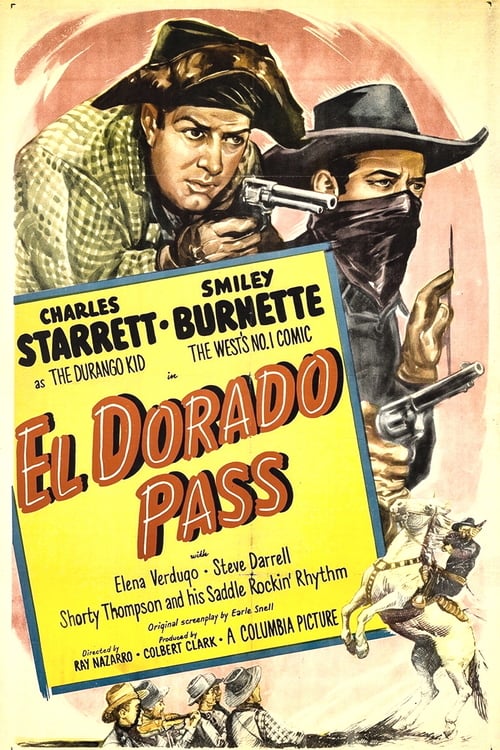 CHARLES STARRETT • SMILEY BURNETTE
as THE DURANGO KID THE WEST'S NO. 1 COMIC
in
EL DORADO
PASS
with
Elena Verdugo • Steve Darrell
Shorty Thompson and his Saddle Rockin' Rhythm
Original screenplay by Earle Snell
Directed by RAY NAZARRO • Produced by COLBERT CLARK • A COLUMBIA PICTURE